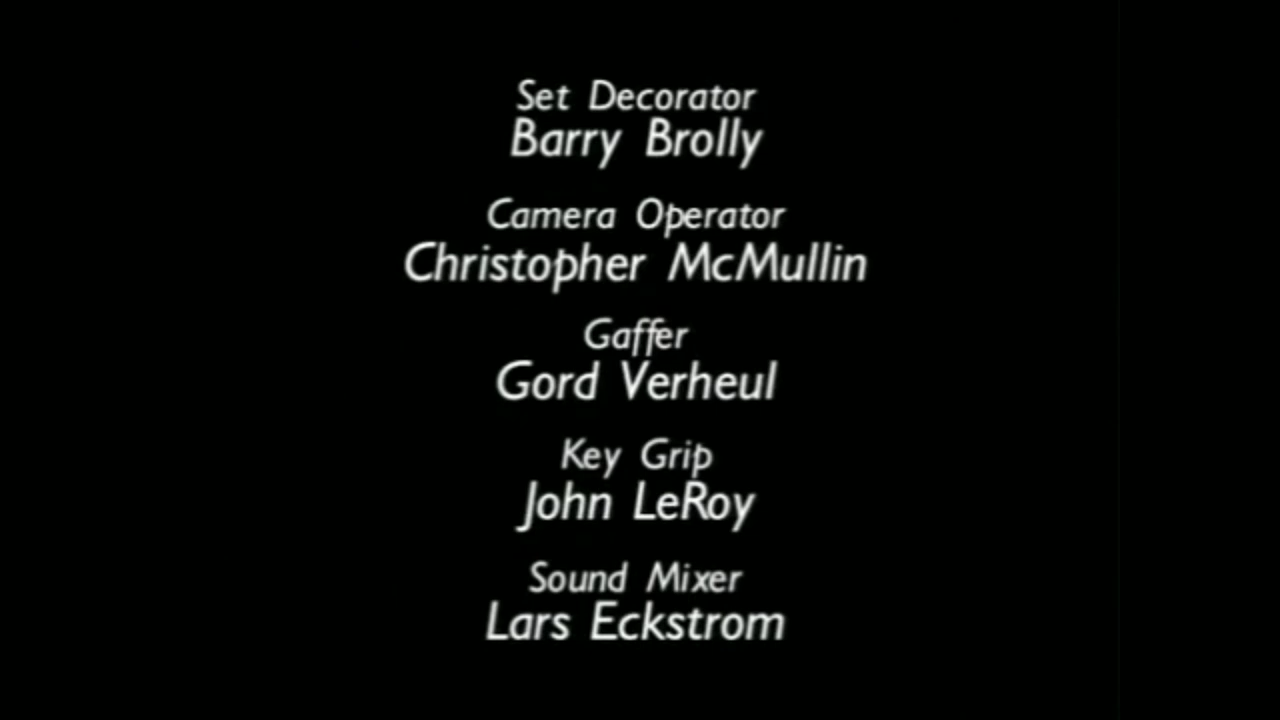 Set Decorator
Barry Brolly
Camera Operator
Christopher McMullin
Gaffer
Gord Verheul
Key Grip
John LeRoy
Sound Mixer
Lars Eckstrom